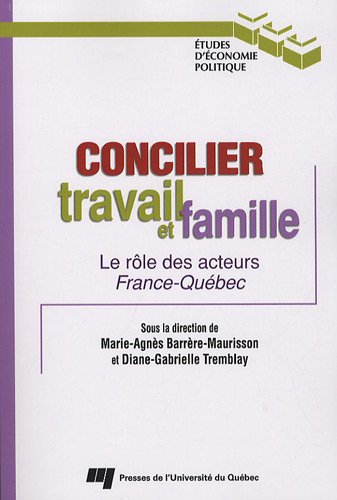 ÉTUDES
D'ÉCONOMIE
POLITIQUE
CONCILIER
travail
et famille
Le rôle des acteurs
France-Québec
Sous la direction de
Marie-Agnès Barrère-Maurisson
et Diane-Gabrielle Tremblay
Presses de l'Université du Québec